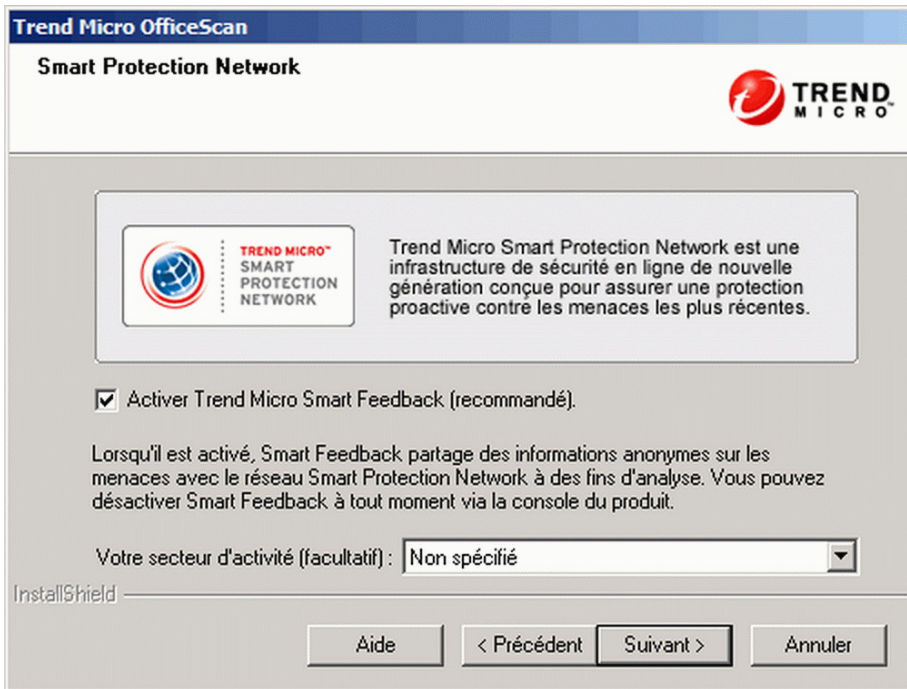 Trend Micro OfficeScan
Smart Protection Network
TREND
MICRO™
TREND MICRO™
SMART
PROTECTION
NETWORK
Trend Micro Smart Protection Network est une
infrastructure de sécurité en ligne de nouvelle
génération conçue pour assurer une protection
proactive contre les menaces les plus récentes.
Activer Trend Micro Smart Feedback (recommandé).
Lorsqu'il est activé, Smart Feedback partage des informations anonymes sur les
menaces avec le réseau Smart Protection Network à des fins d'analyse. Vous pouvez
désactiver Smart Feedback à tout moment via la console du produit.
Votre secteur d'activité (facultatif) : Non spécifié
InstallShield
Aide < Précédent Suivant > Annuler